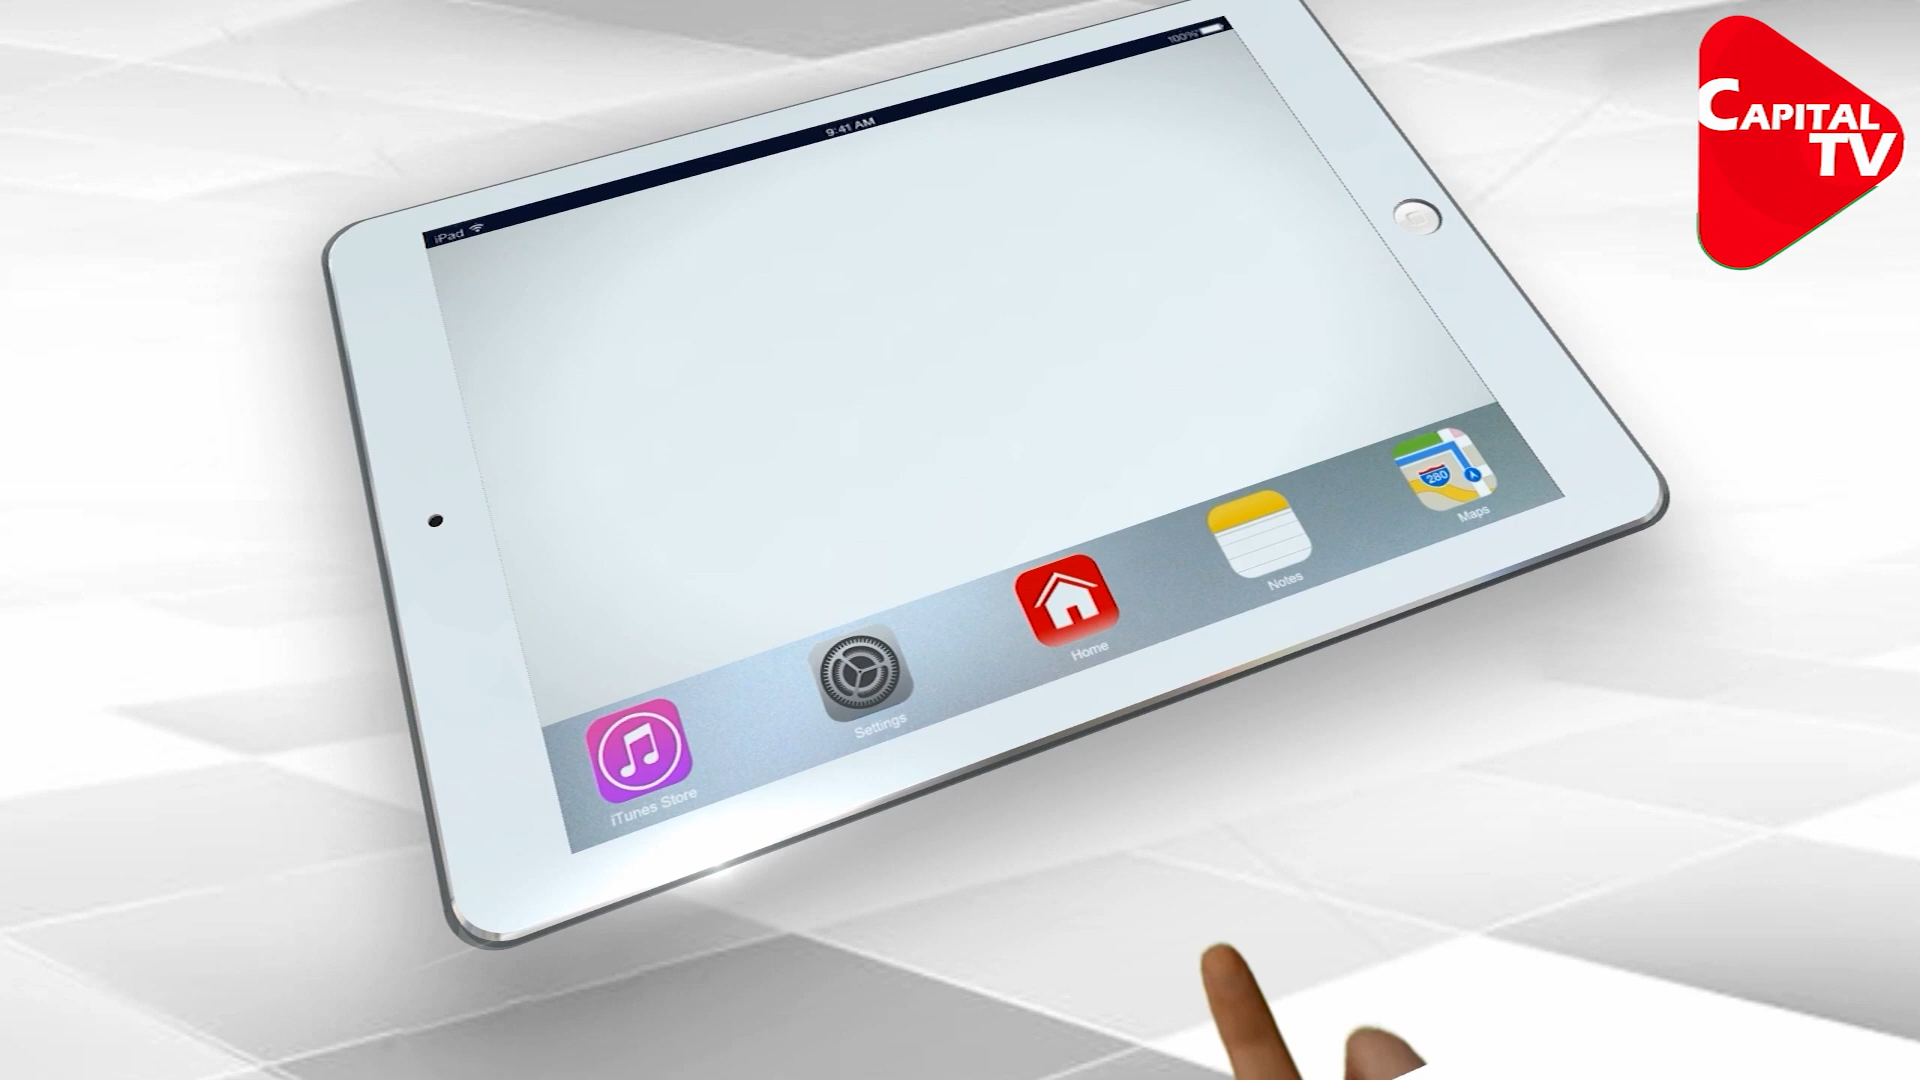 CAPITAL
TV
iPad
9:41 AM
100%
iTunes Store
Settings
Home
Notes
280
Maps